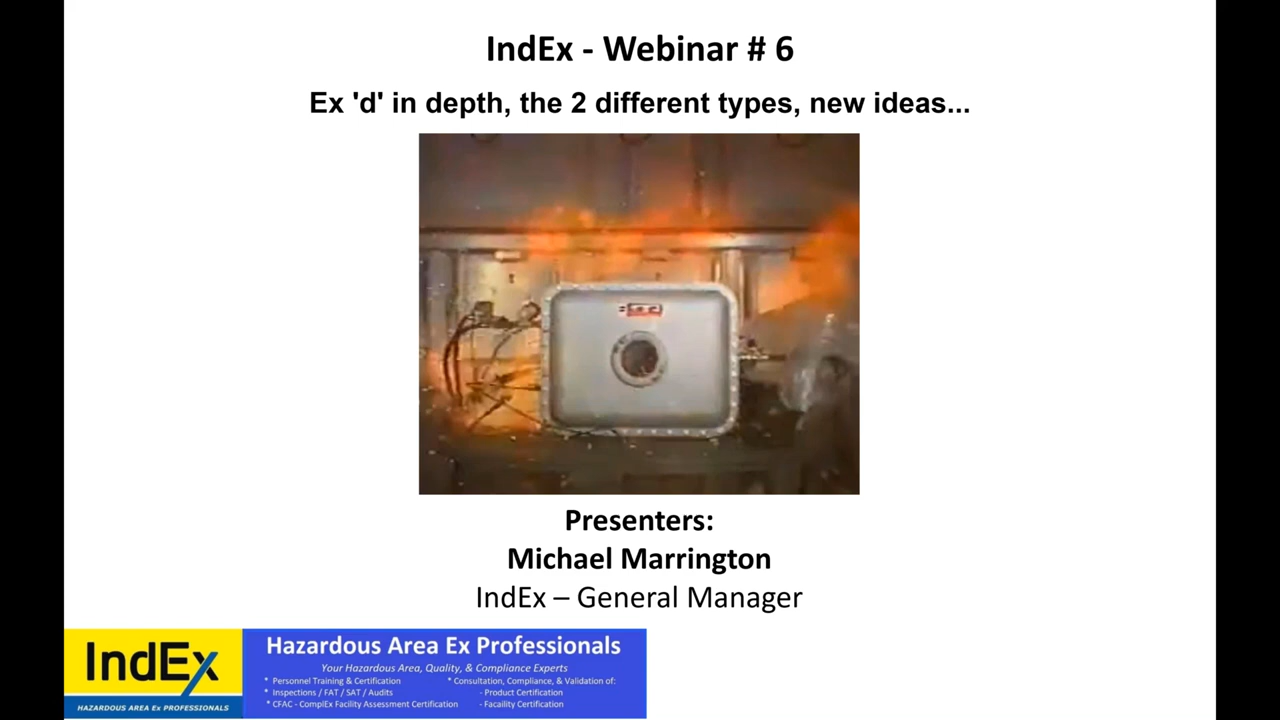 IndEx - Webinar # 6
Ex 'd' in depth, the 2 different types, new ideas...
Presenters:
Michael Marrington
IndEx – General Manager
IndEx
HAZARDOUS AREA Ex PROFESSIONALS
Hazardous Area Ex Professionals
Your Hazardous Area, Quality, & Compliance Experts
* Personnel Training & Certification
* Inspections / FAT / SAT / Audits
* CFAC - ComplEx Facility Assessment Certification
* Consultation, Compliance, & Validation of:
- Product Certification
- Facaility Certification